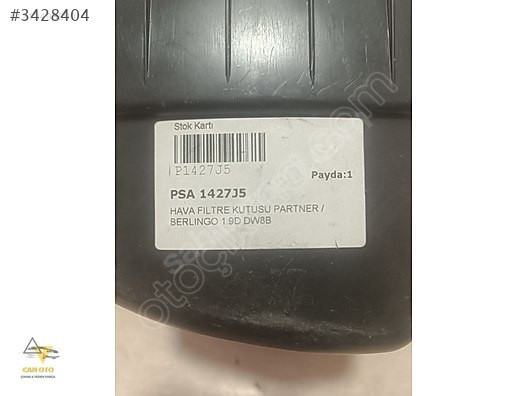 #3428404
Stok Kartı
P1427J5
Payda:1
PSA 1427J5
HAVA FILTRE KUTUSU PARTNER /
BERLINGO 1.9D DW8B
CAN OTO